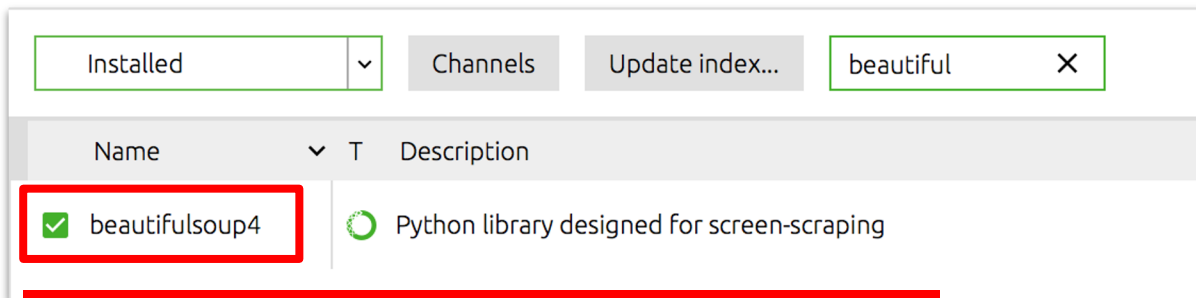 Installed Channels Update index... beautiful
Name T Description
beautifulsoup4 Python library designed for screen-scraping